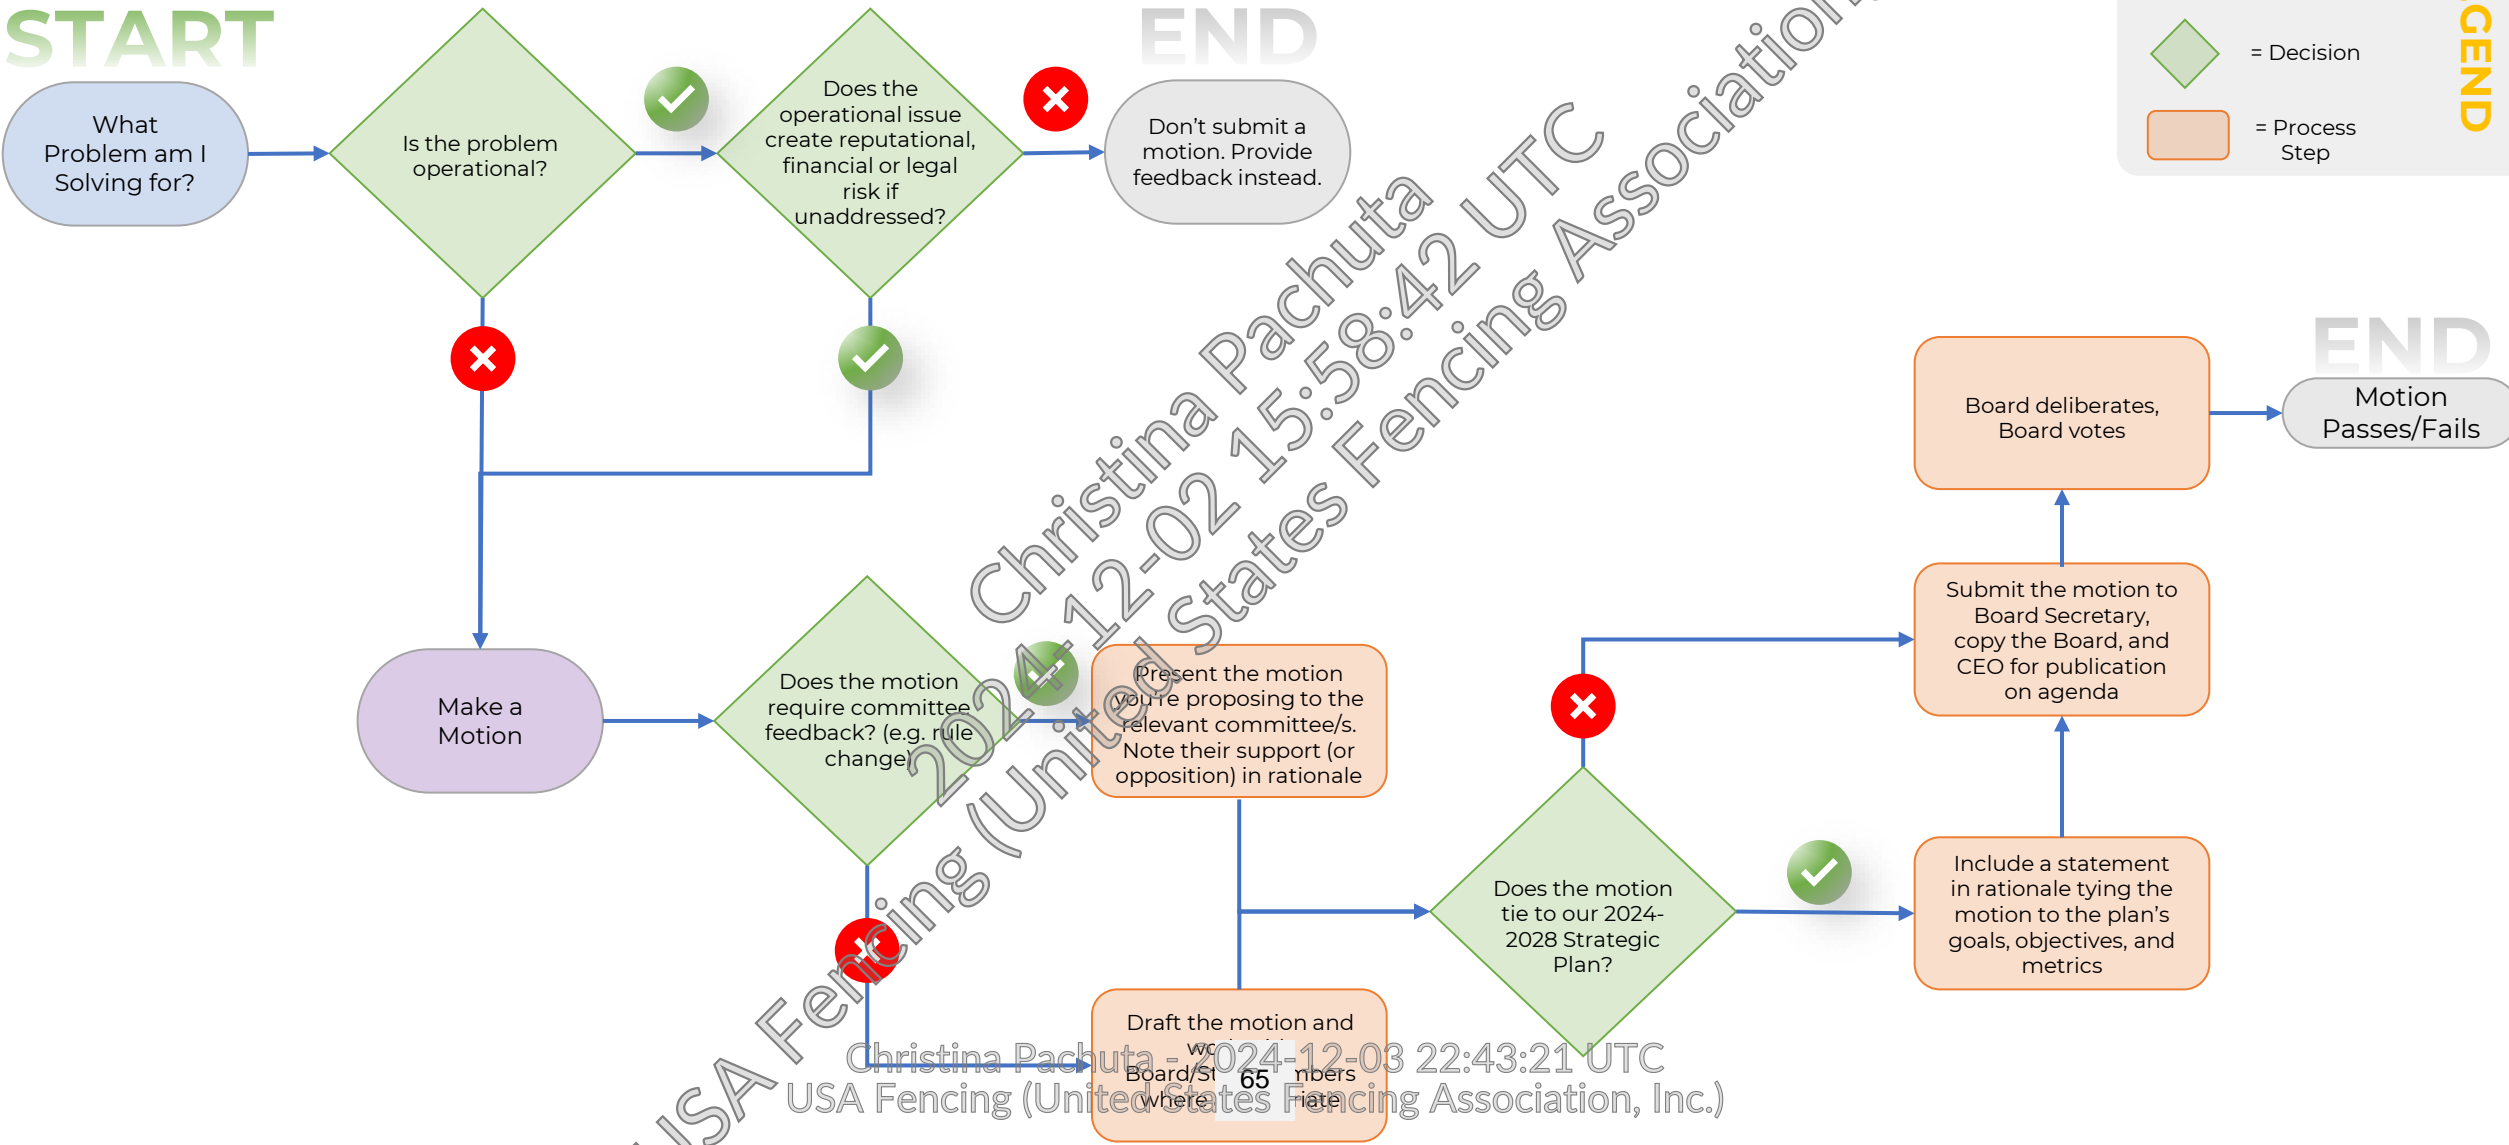 START
END
What
Problem am I
Solving for?
Is the problem
operational?
Does the
operational issue
create reputational,
financial or legal
risk if
unaddressed?
Don't submit a
motion. Provide
feedback instead.
= Decision
= Process
Step
Make a
Motion
Does the motion
require committee
feedback? (e.g. rule
change)
Present the motion
you're proposing to the
relevant committee/s.
Note their support (or
opposition) in rationale
Draft the motion and
where
Does the motion
tie to our 2024-
2028 Strategic
Plan?
Include a statement
in rationale tying the
motion to the plan's
goals, objectives, and
metrics
Submit the motion to
Board Secretary,
copy the Board, and
CEO for publication
on agenda
Board deliberates,
Board votes
END
Motion
Passes/Fails
Christina Pachuta
2024-12-02 15:58:42 UTC
USA Fencing (United States Fencing Association,
Christina Pachuta - 2024-12-03 22:43:21 UTC
USA Fencing (United States Fencing Association, Inc.)
65